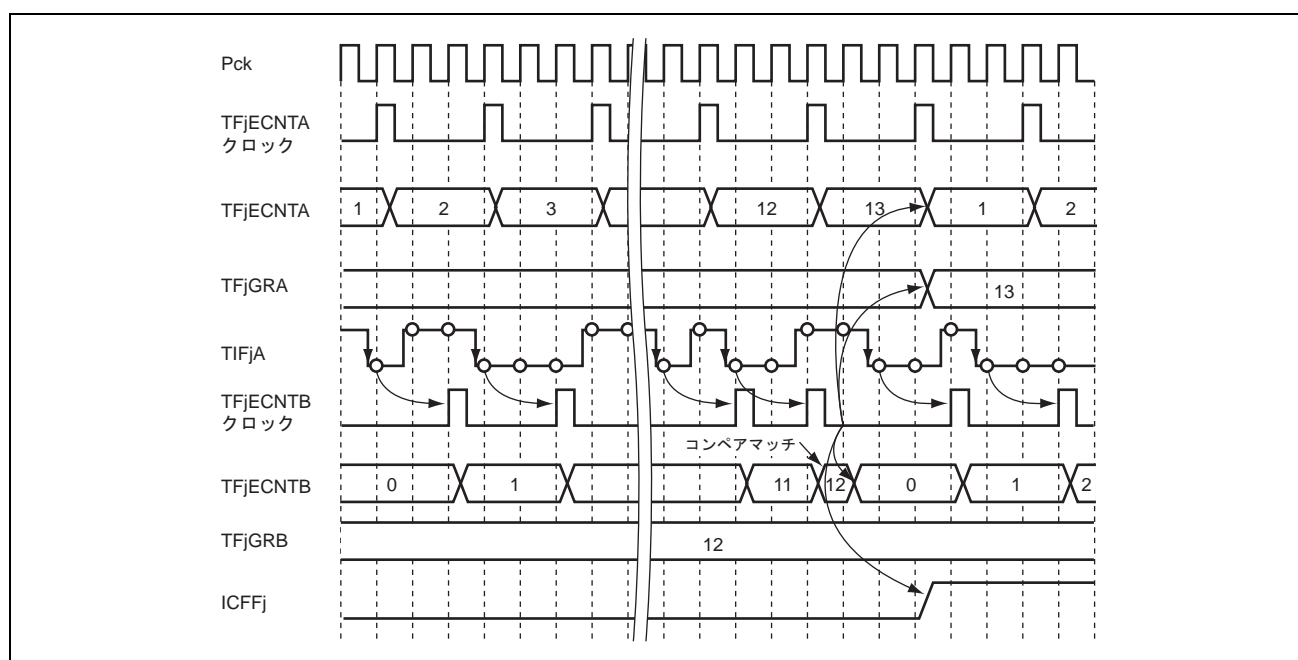 Pck
TFjECNTA
クロック
TFjECNTA
1 2 3 12 13 1 2
TFjGRA
13
TIFjA
TFjECNTB
クロック
コンペアマッチ
TFjECNTB
0 1 11 12 0 1 2
TFjGRB
12
ICFFj